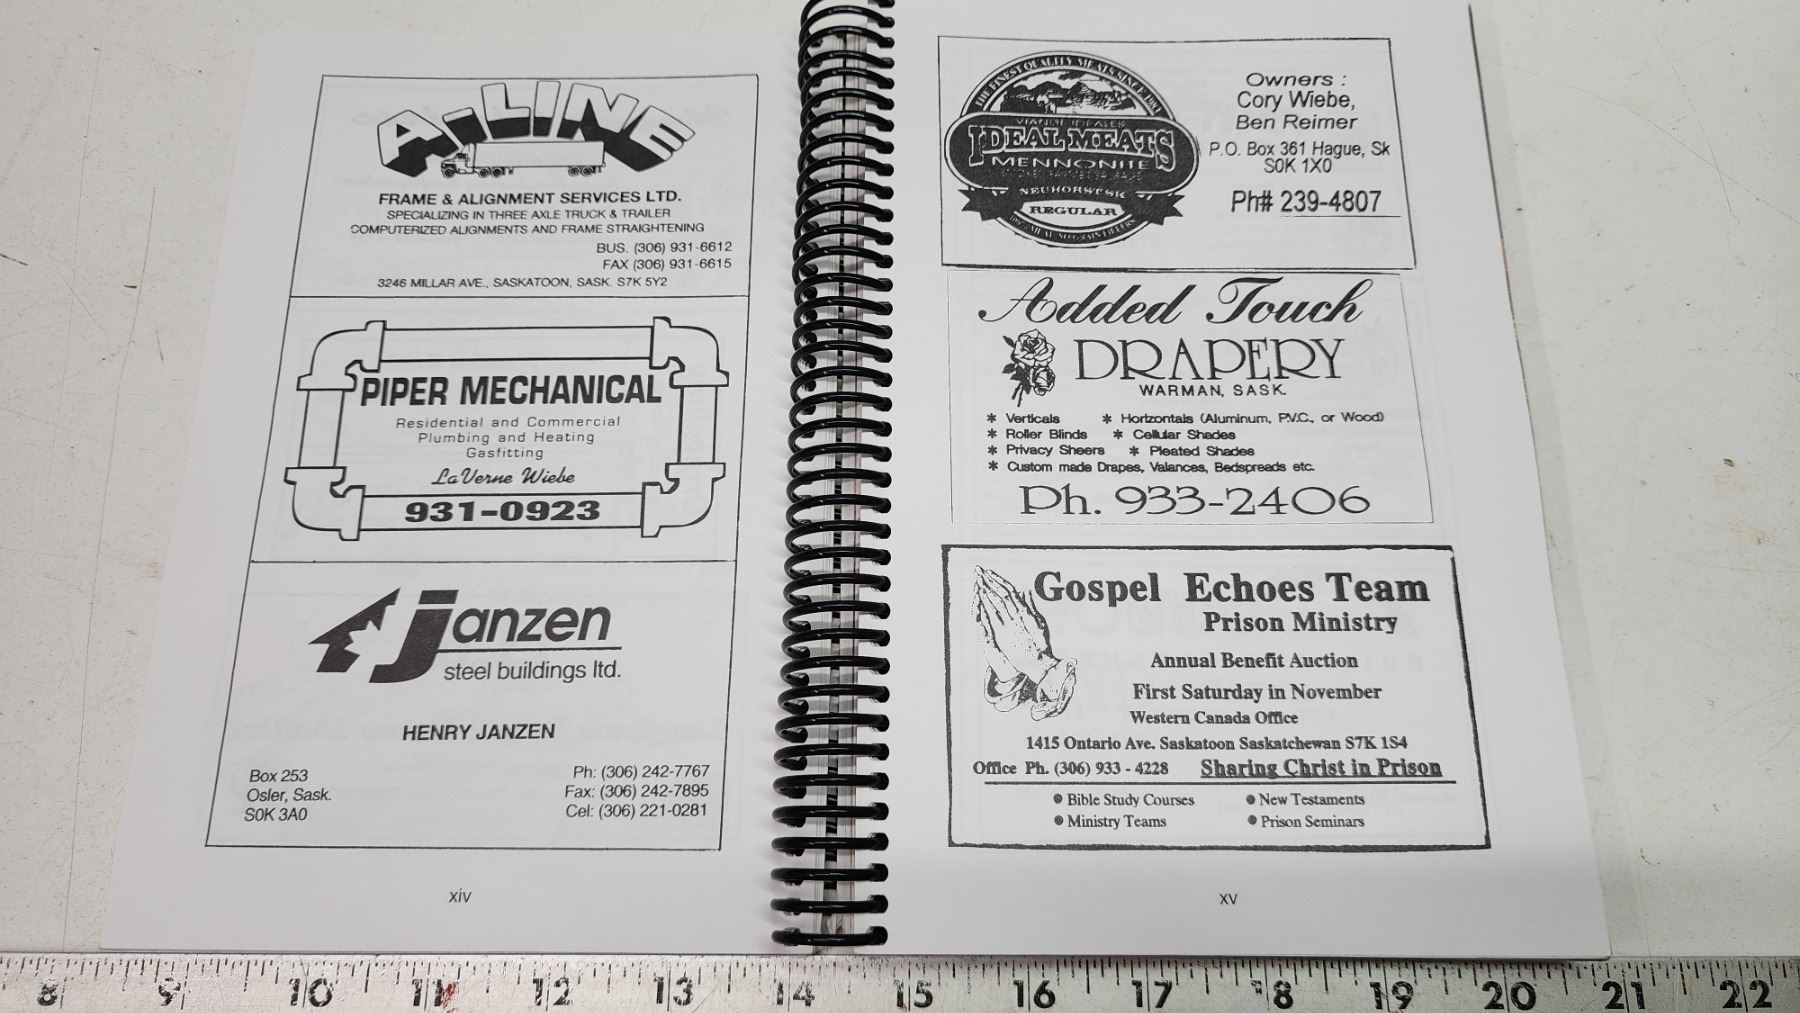 A-LINE
FRAME & ALIGNMENT SERVICES LTD.
SPECIALIZING IN THREE AXLE TRUCK & TRAILER
COMPUTERIZED ALIGNMENTS AND FRAME STRAIGHTENING
BUS. (306) 931-6612
FAX (306) 931-6615
3246 MILLAR AVE., SASKATOON, SASK. S7K 5Y2
PIPER MECHANICAL
Residential and Commercial
Plumbing and Heating
Gasfitting
LaVerne Wiebe
931-0923
Janzen
steel buildings ltd.
HENRY JANZEN
Box 253
Osler, Sask.
S0K 3A0
Ph: (306) 242-7767
Fax: (306) 242-7895
Cel: (306) 221-0281
xiv
THE FINEST QUALITY MEATS SINCE
IDEAL MEATS
MENNONITE
NEUHORST SK
REGULAR
Owners :
Cory Wiebe,
Ben Reimer
P.O. Box 361 Hague, Sk
S0K 1X0
Ph# 239-4807
Added Touch
DRAPERY
WARMAN, SASK.
* Verticals * Horizontals (Aluminum, P.V.C., or Wood)
* Roller Blinds * Cellular Shades
* Privacy Sheers * Pleated Shades
* Custom made Drapes, Valances, Bedspreads etc.
Ph. 933-2406
Gospel Echoes Team
Prison Ministry
Annual Benefit Auction
First Saturday in November
Western Canada Office
1415 Ontario Ave. Saskatoon Saskatchewan S7K 1S4
Office Ph. (306) 933 - 4228 Sharing Christ in Prison
• Bible Study Courses • New Testaments
• Ministry Teams • Prison Seminars
xv
8 9 10 11 12 13 14 15 16 17 18 19 20 21 22